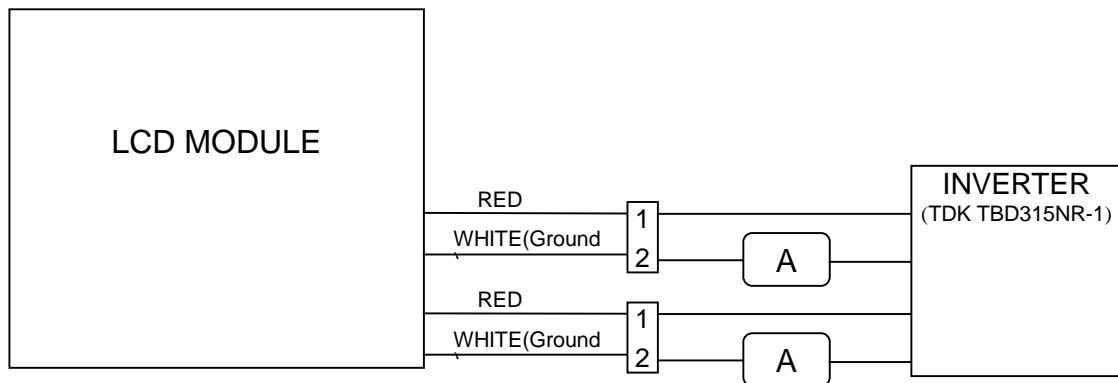 LCD MODULE
INVERTER
(TDK TBD315NR-1)
RED
1
WHITE(Ground
2
A
RED
1
WHITE(Ground
2
A